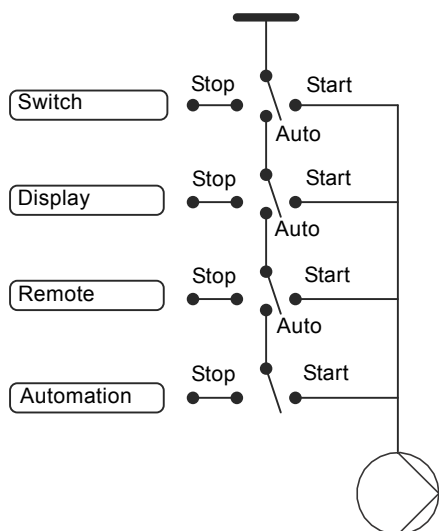 Stop Start
Switch
Auto
Stop Start
Display
Auto
Stop Start
Remote
Auto
Stop Start
Automation